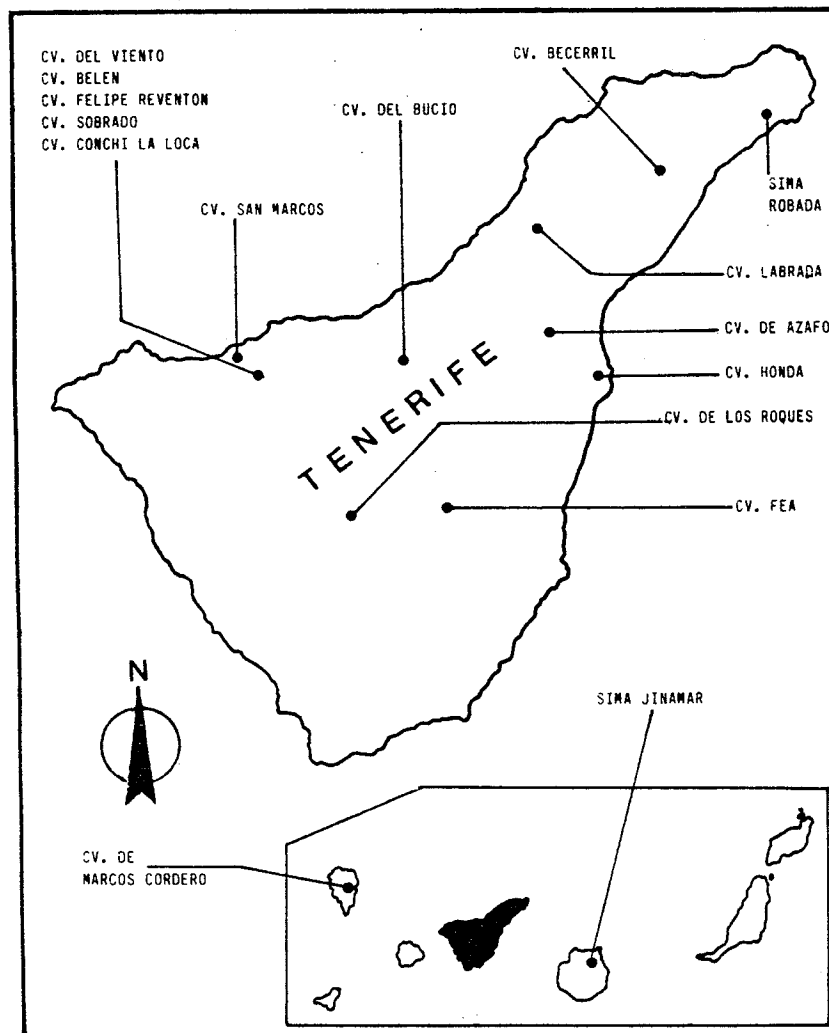 CV. DEL VIENTO
CV. BELEN
CV. FELIPE REVENTON
CV. SOBRADO
CV. CONCHI LA LOCA
CV. BECERRIL
CV. DEL BUCIO
SIMA
ROBADA
CV. SAN MARCOS
CV. LABRADA
CV. DE AZAFO
CV. HONDA
TENERIFE
CV. DE LOS ROQUES
CV. FEA
N
SIMA JINAMAR
CV. DE
MARCOS CORDERO